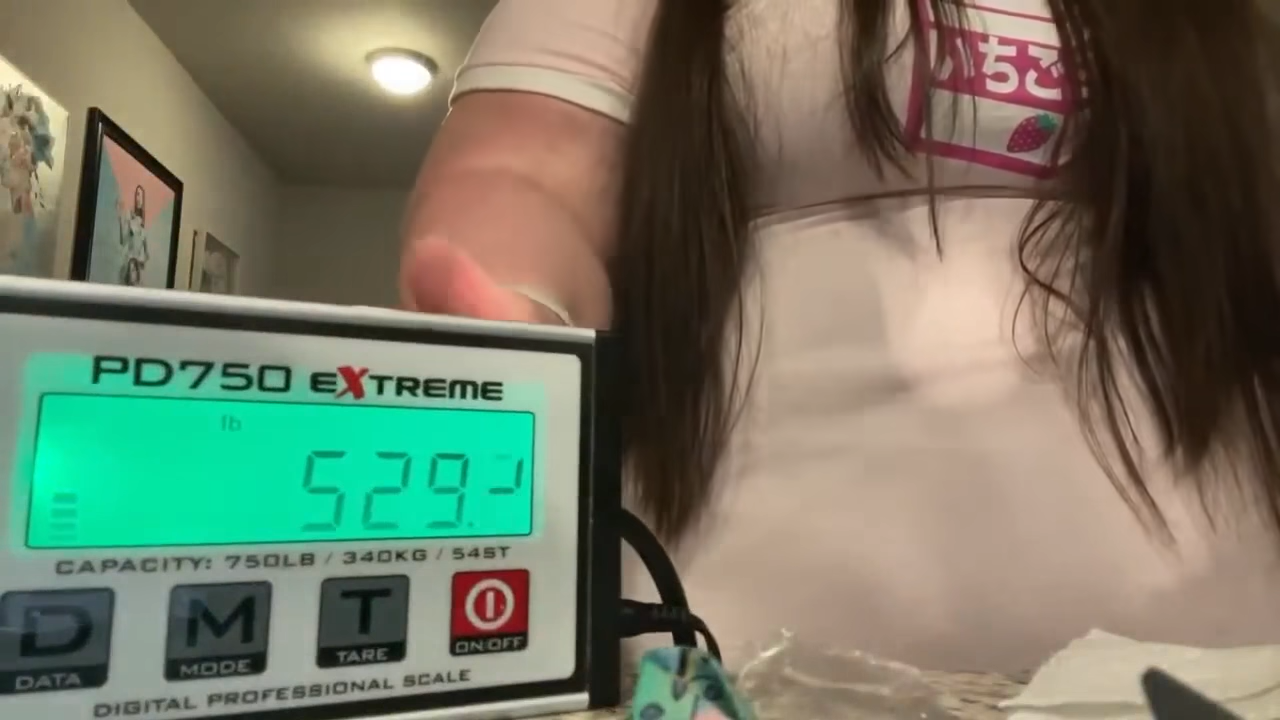 いちご
PD750 EXTREME
lb
529.
CAPACITY: 750LB / 340KG / 54ST
D
M
T
DATA
MODE
TARE
ON/OFF
DIGITAL PROFESSIONAL SCALE